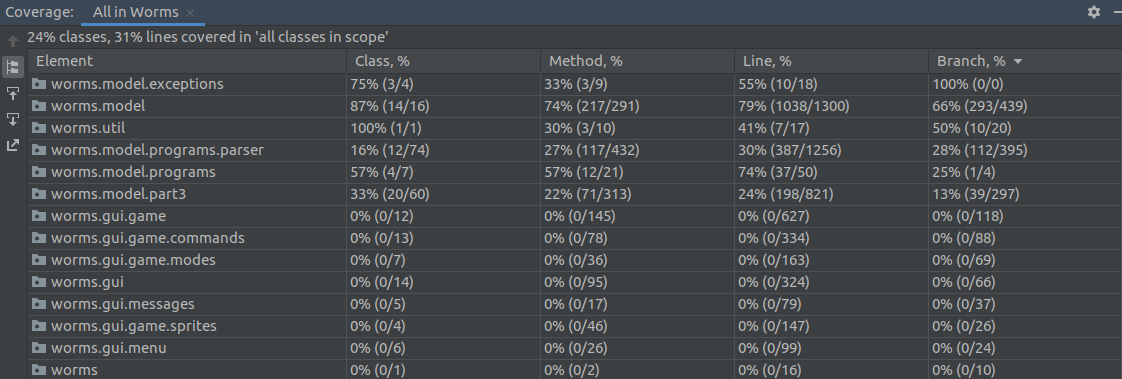 Coverage: All in Worms ×
24% classes, 31% lines covered in 'all classes in scope'
Element Class, % Method, % Line, % Branch, %
worms.model.exceptions 75% (3/4) 33% (3/9) 55% (10/18) 100% (0/0)
worms.model 87% (14/16) 74% (217/291) 79% (1038/1300) 66% (293/439)
worms.util 100% (1/1) 30% (3/10) 41% (7/17) 50% (10/20)
worms.model.programs.parser 16% (12/74) 27% (117/432) 30% (387/1256) 28% (112/395)
worms.model.programs 57% (4/7) 57% (12/21) 74% (37/50) 25% (1/4)
worms.model.part3 33% (20/60) 22% (71/313) 24% (198/821) 13% (39/297)
worms.gui.game 0% (0/12) 0% (0/145) 0% (0/627) 0% (0/118)
worms.gui.game.commands 0% (0/13) 0% (0/78) 0% (0/334) 0% (0/88)
worms.gui.game.modes 0% (0/7) 0% (0/36) 0% (0/163) 0% (0/69)
worms.gui 0% (0/14) 0% (0/95) 0% (0/324) 0% (0/66)
worms.gui.messages 0% (0/5) 0% (0/17) 0% (0/79) 0% (0/37)
worms.gui.game.sprites 0% (0/4) 0% (0/46) 0% (0/147) 0% (0/26)
worms.gui.menu 0% (0/6) 0% (0/26) 0% (0/99) 0% (0/24)
worms 0% (0/1) 0% (0/2) 0% (0/16) 0% (0/10)